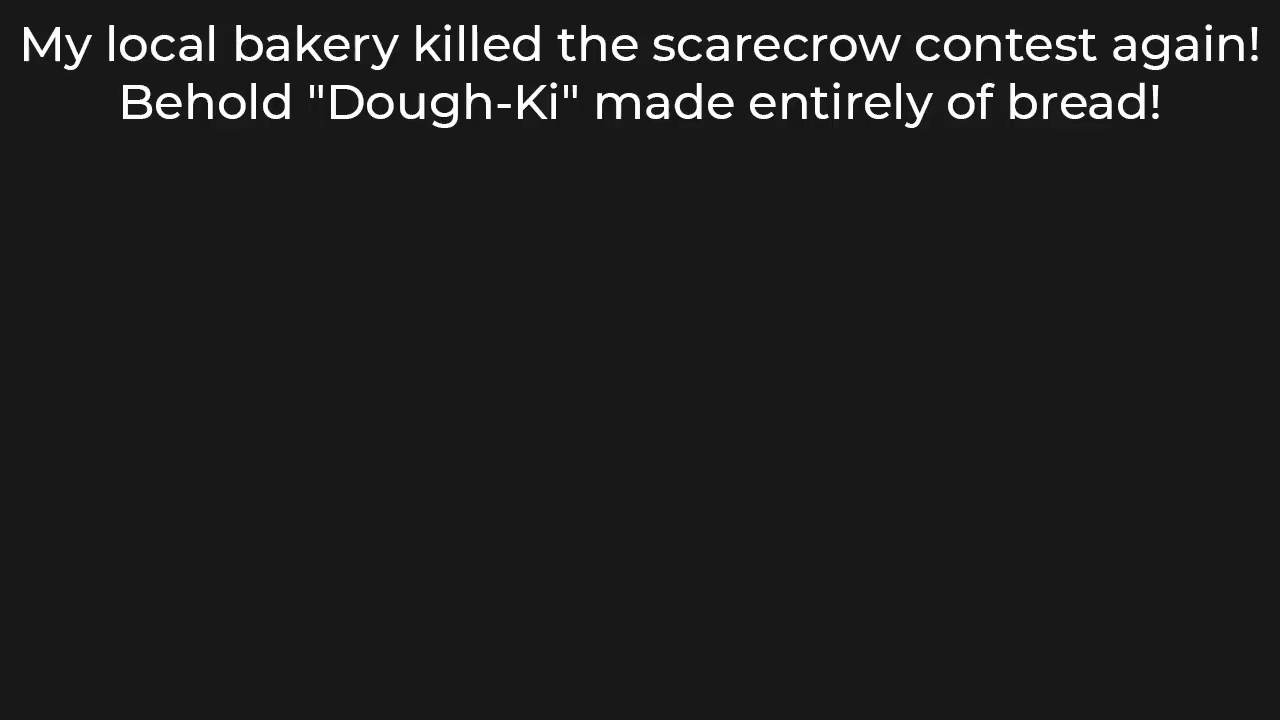 My local bakery killed the scarecrow contest again!
Behold "Dough-Ki" made entirely of bread!